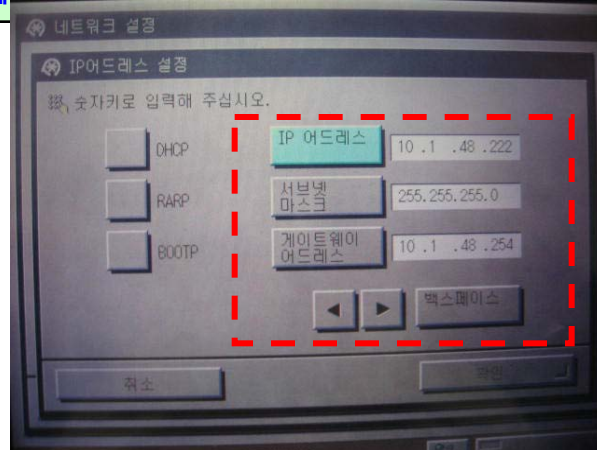 네트워크 설정
IP어드레스 설정
숫자키로 입력해 주십시오.
DHCP
IP 어드레스
10 .1 .48 .222
RARP
서브넷
마스크
255.255.255.0
BOOTP
게이트웨이
어드레스
10 .1 .48 .254
◀ ▶ 백스페이스
취소
확인